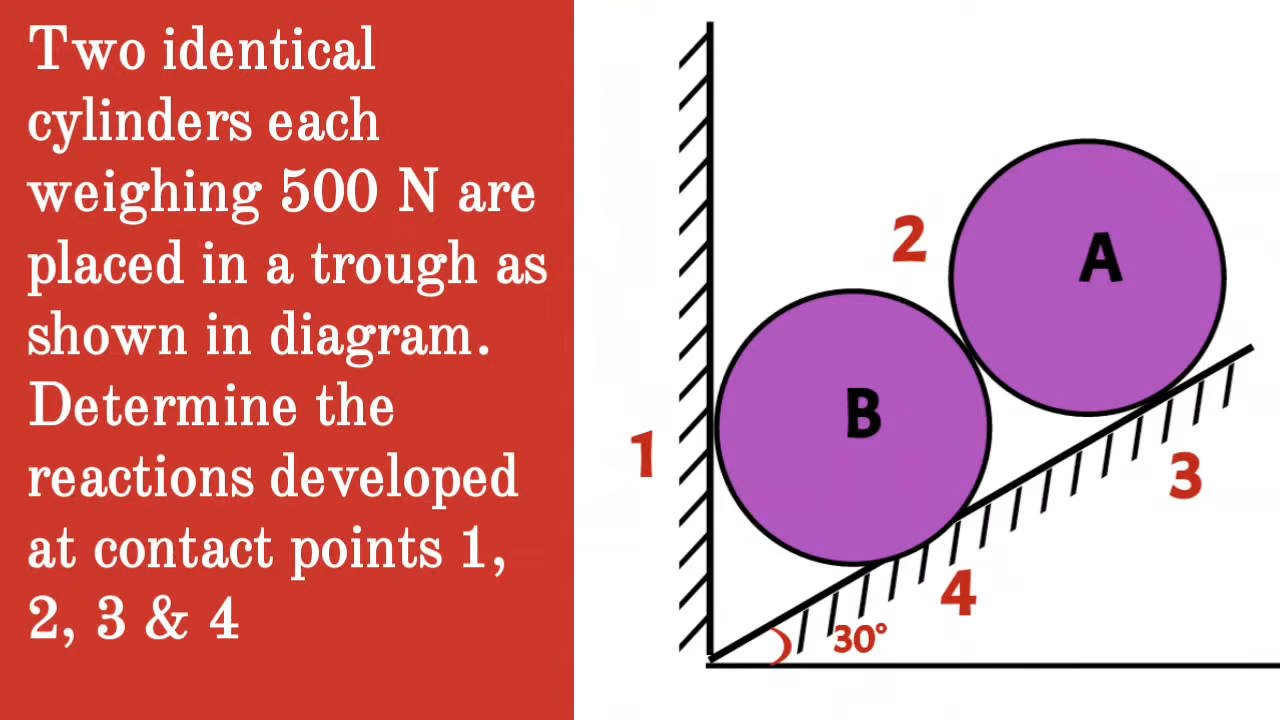 Two identical
cylinders each
weighing 500 N are
placed in a trough as
shown in diagram.
Determine the
reactions developed
at contact points 1,
2, 3 & 4
2
A
B
1
3
4
30°